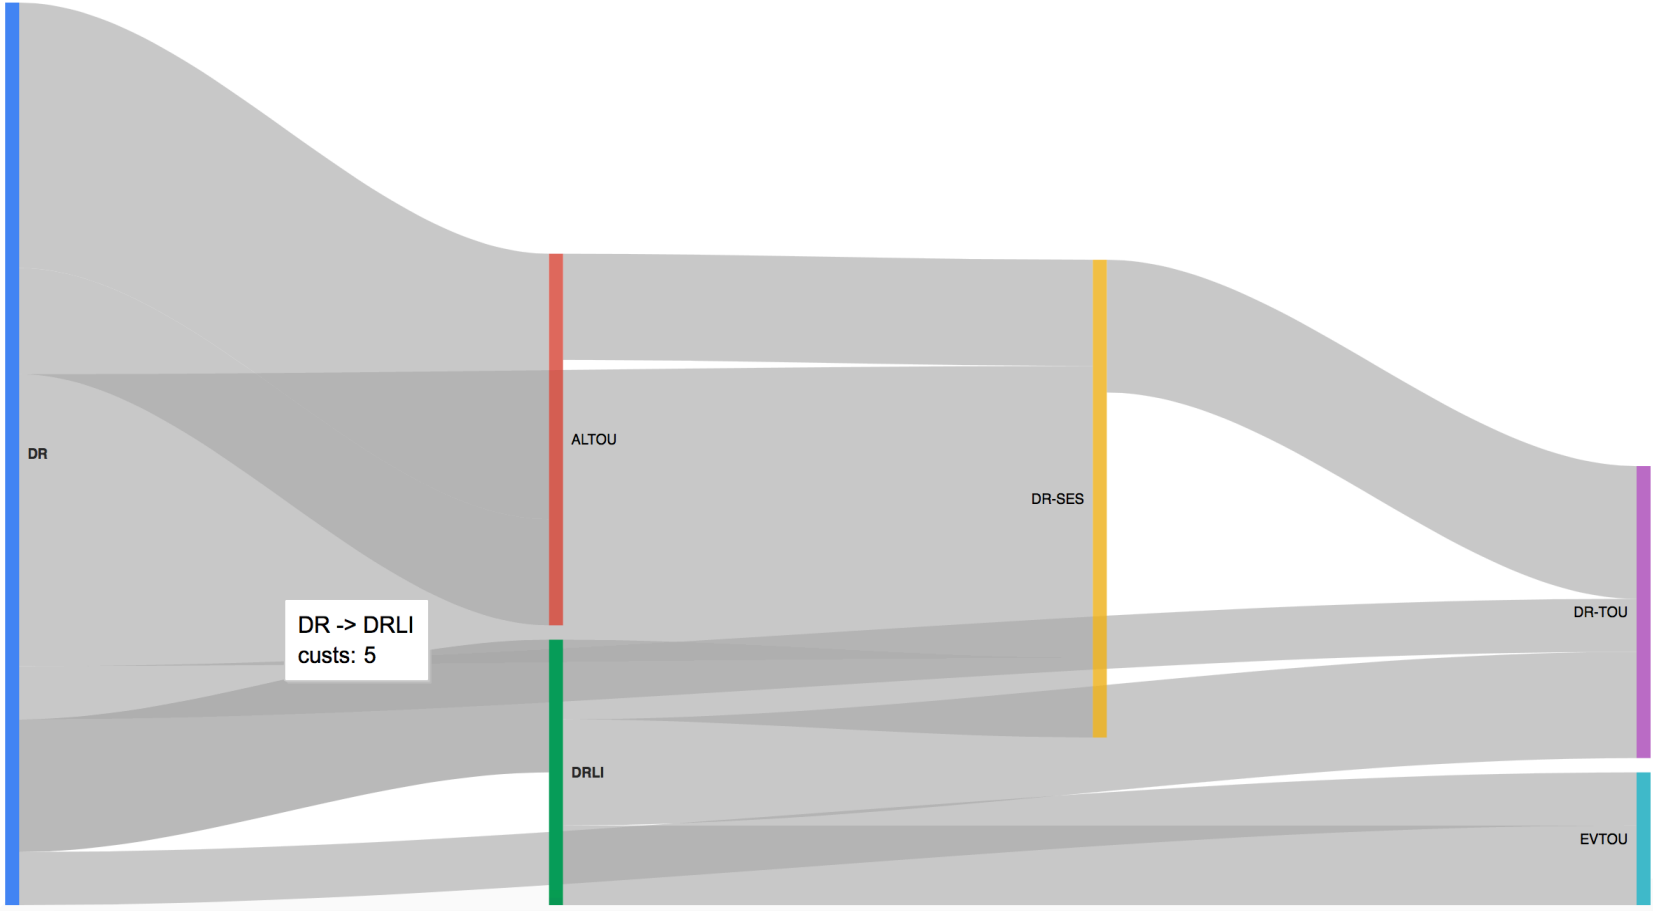 DR
ALTOU
DR-SES
DR -> DRLI
custs: 5
DR-TOU
DRLI
EVTOU